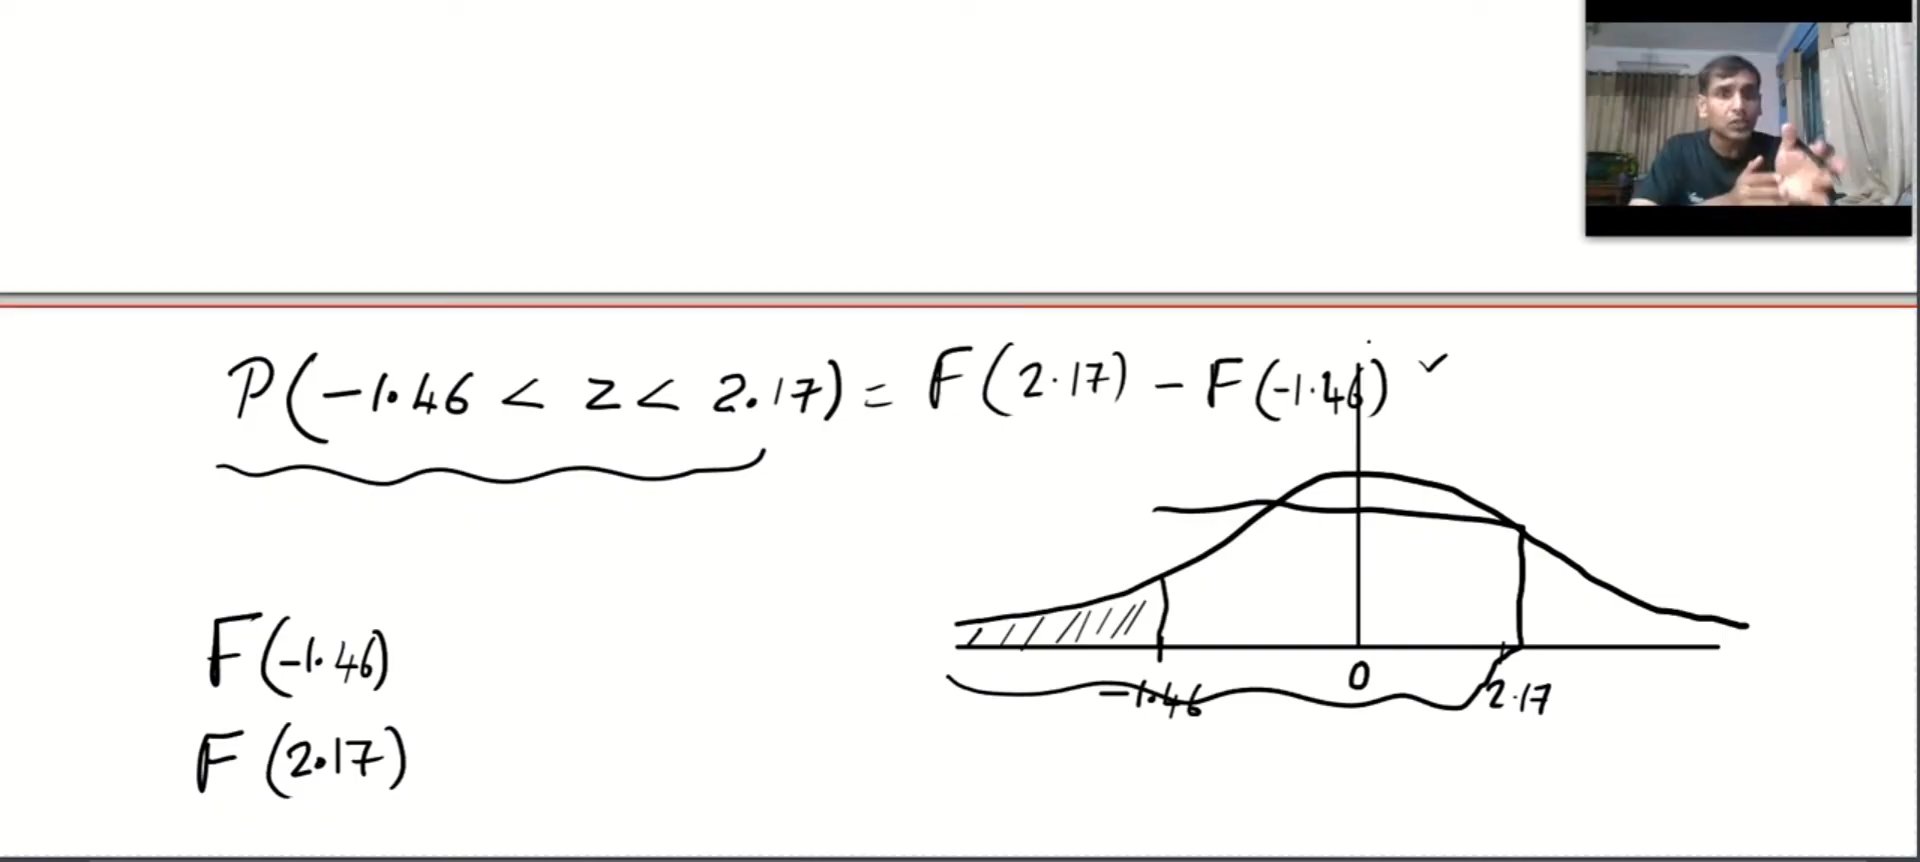 P(-1.46 < z < 2.17) = F(2.17) - F(-1.46) ✓
F(-1.46)
F(2.17)
-1.46 0 2.17